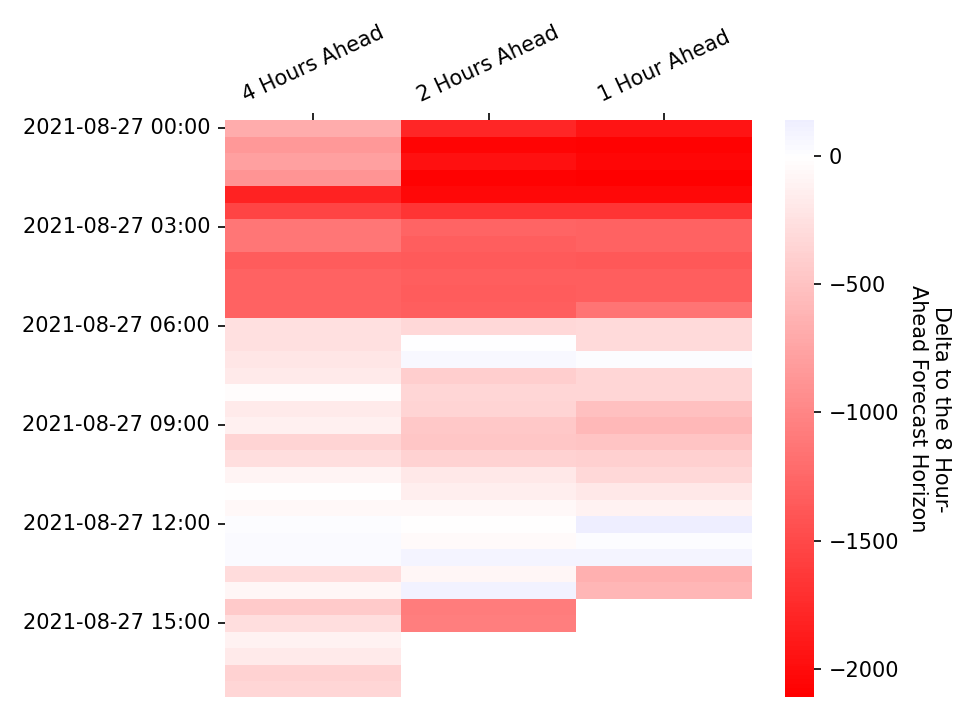 4 Hours Ahead
2 Hours Ahead
1 Hour Ahead
2021-08-27 00:00
2021-08-27 03:00
2021-08-27 06:00
2021-08-27 09:00
2021-08-27 12:00
2021-08-27 15:00
0
−500
−1000
−1500
−2000
Delta to the 8 Hour-
Ahead Forecast Horizon